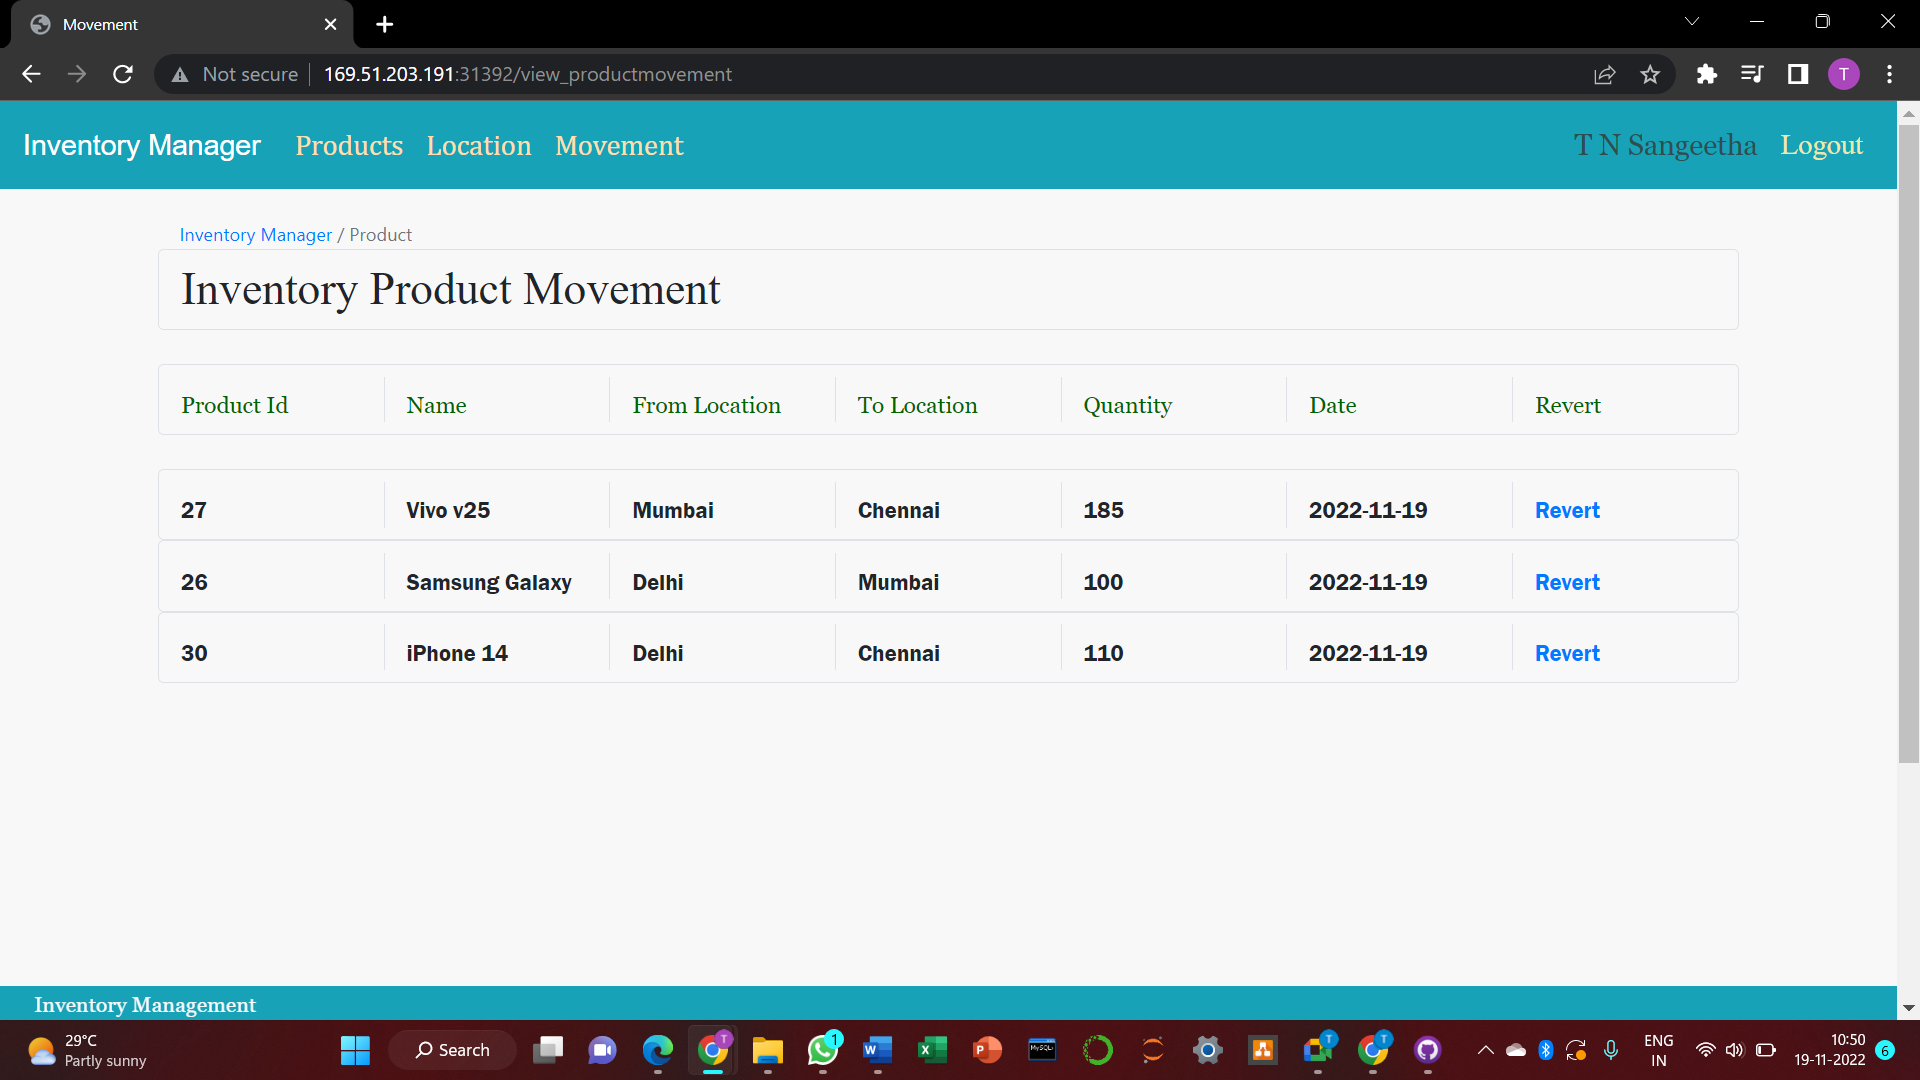 Movement
Not secure 169.51.203.191:31392/view_productmovement
T
Inventory Manager Products Location Movement T N Sangeetha Logout
Inventory Manager / Product
Inventory Product Movement
Product Id Name From Location To Location Quantity Date Revert
27 Vivo v25 Mumbai Chennai 185 2022-11-19 Revert
26 Samsung Galaxy Delhi Mumbai 100 2022-11-19 Revert
30 iPhone 14 Delhi Chennai 110 2022-11-19 Revert
Inventory Management
29°C
Partly sunny
Search
T
1
W
X
P
MySQL
T
T
ENG
IN
10:50
19-11-2022
6